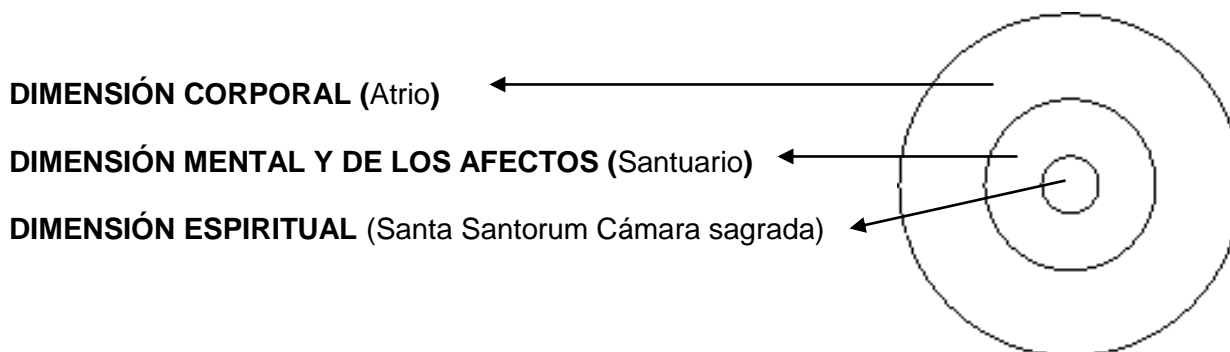 DIMENSIÓN CORPORAL (Atrio)
DIMENSIÓN MENTAL Y DE LOS AFECTOS (Santuario)
DIMENSIÓN ESPIRITUAL (Santa Santorum Cámara sagrada)